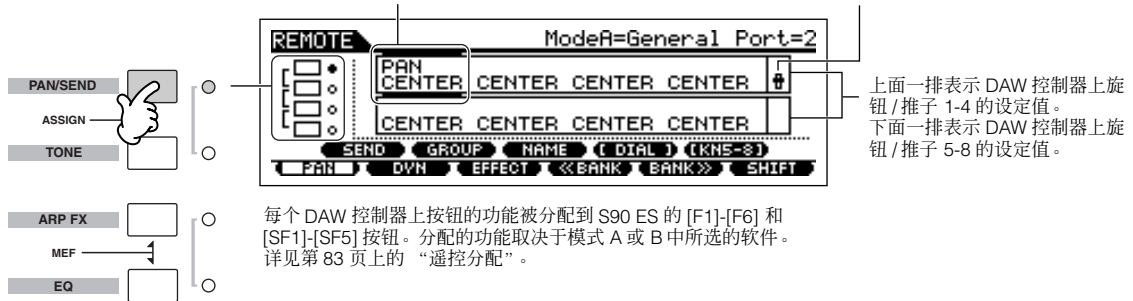 REMOTE ModeA=General Port=2
PAN
CENTER CENTER CENTER CENTER
CENTER CENTER CENTER CENTER
SEND GROUP NAME [ DIAL ] [KN5-8]
PAN DYN EFFECT <<BANK BANK>> SHIFT
PAN/SEND
ASSIGN
TONE
ARP FX
MEF
EQ
上面一排表示 DAW 控制器上旋
钮 / 推子 1-4 的设定值。
下面一排表示 DAW 控制器上旋
钮 / 推子 5-8 的设定值。
每个 DAW 控制器上按钮的功能被分配到 S90 ES 的 [F1]-[F6] 和
[SF1]-[SF5] 按钮。分配的功能取决于模式 A 或 B 中所选的软件。
详见第 83 页上的 “遥控分配”。